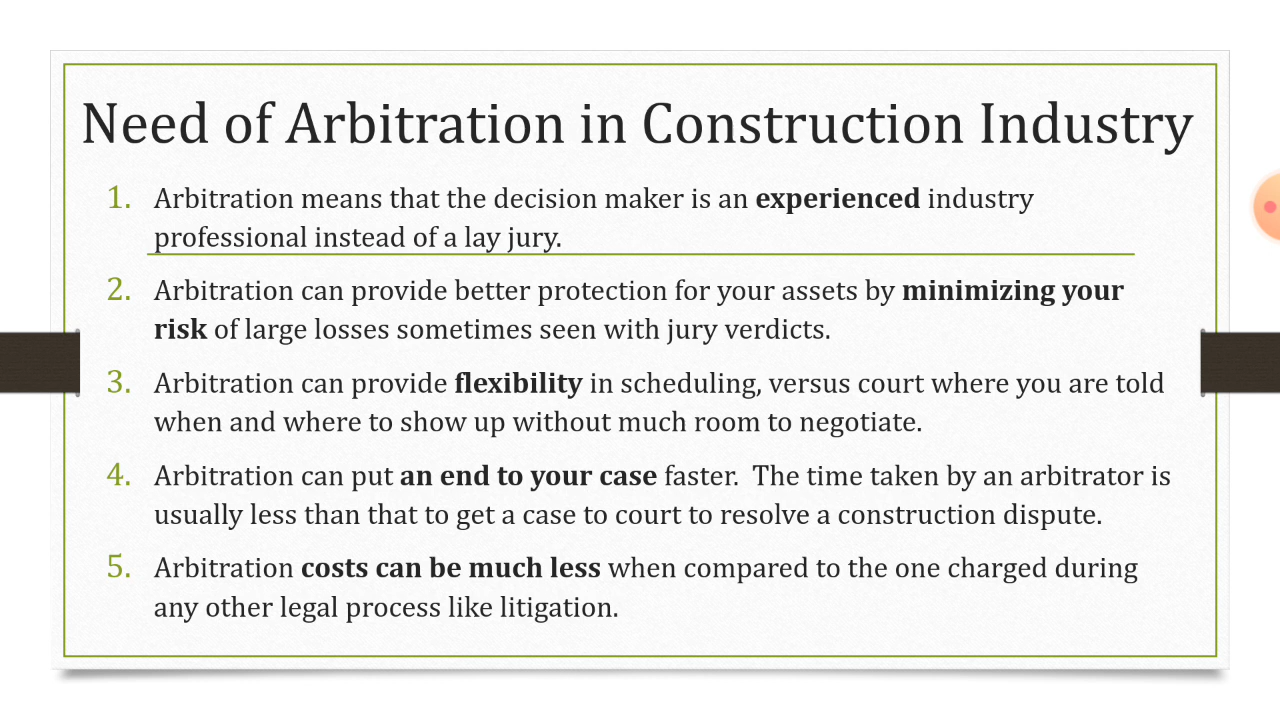 Need of Arbitration in Construction Industry
1. Arbitration means that the decision maker is an experienced industry
professional instead of a lay jury.
2. Arbitration can provide better protection for your assets by minimizing your
risk of large losses sometimes seen with jury verdicts.
3. Arbitration can provide flexibility in scheduling, versus court where you are told
when and where to show up without much room to negotiate.
4. Arbitration can put an end to your case faster.  The time taken by an arbitrator is
usually less than that to get a case to court to resolve a construction dispute.
5. Arbitration costs can be much less when compared to the one charged during
any other legal process like litigation.